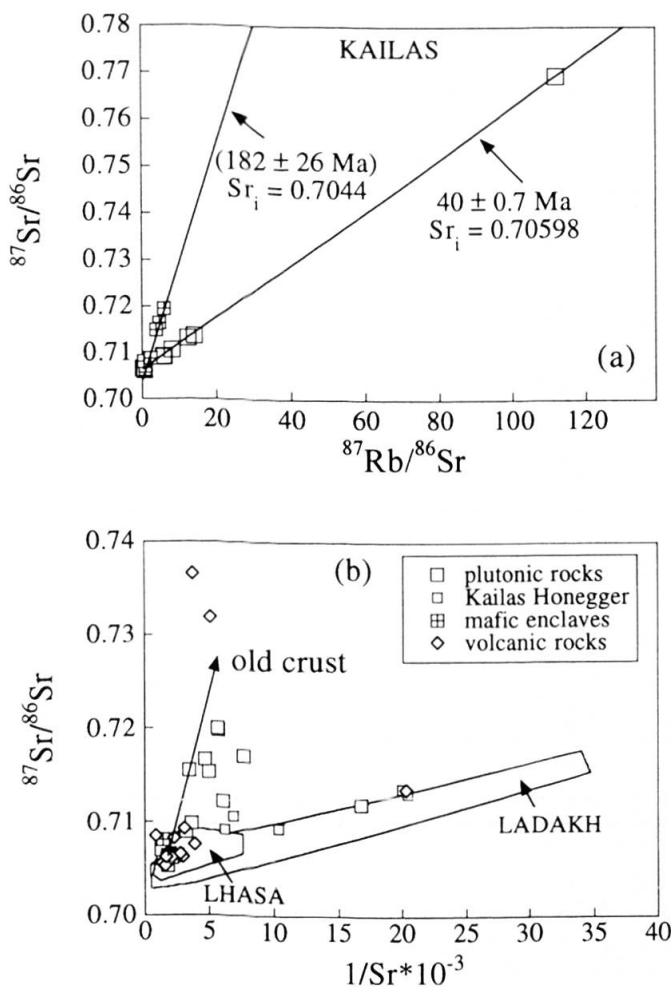 0.78
0.77
0.76
0.75
0.74
0.73
0.72
0.71
0.70
⁸⁷Sr/⁸⁶Sr
KAILAS
(182 ± 26 Ma)
Srᵢ = 0.7044
40 ± 0.7 Ma
Srᵢ = 0.70598
(a)
0 20 40 60 80 100 120
⁸⁷Rb/⁸⁶Sr
0.74
0.73
0.72
0.71
0.70
⁸⁷Sr/⁸⁶Sr
(b)
plutonic rocks
Kailas Honegger
mafic enclaves
volcanic rocks
old crust
LADAKH
LHASA
0 5 10 15 20 25 30 35 40
1/Sr*10⁻³